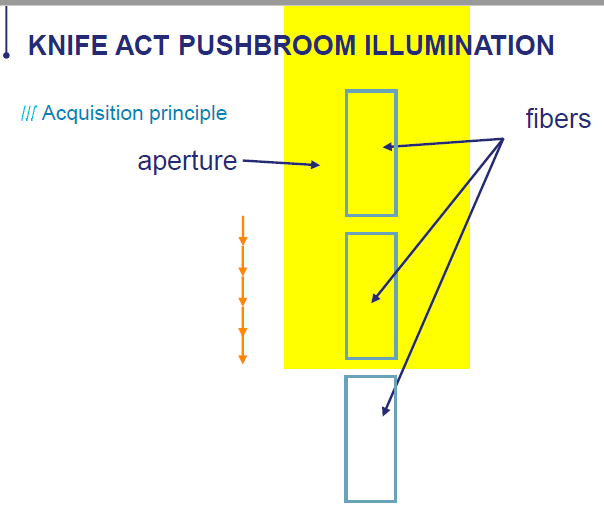 KNIFE ACT PUSHBROOM ILLUMINATION
/// Acquisition principle
fibers
aperture